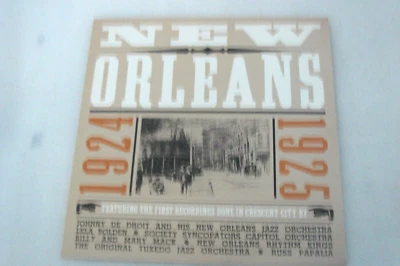 NEW
ORLEANS
1924
1925
FEATURING THE FIRST RECORDINGS DONE IN CRESCENT CITY BY
JOHNNY DE DROIT AND HIS NEW ORLEANS JAZZ ORCHESTRA
LELA BOLDEN ★ SOCIETY SYNCOPATORS CAPITOL ORCHESTRA
BILLY AND MARY MACK ★ NEW ORLEANS RHYTHM KINGS
THE ORIGINAL TUXEDO JAZZ ORCHESTRA ★ RUSS PAPALIA